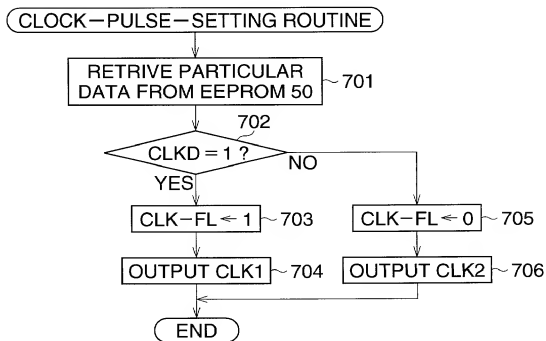 CLOCK-PULSE-SETTING ROUTINE
RETRIVE PARTICULAR
DATA FROM EEPROM 50
701
702
CLKD = 1 ?
NO
YES
CLK-FL ← 1
703
CLK-FL ← 0
705
OUTPUT CLK1
704
OUTPUT CLK2
706
END